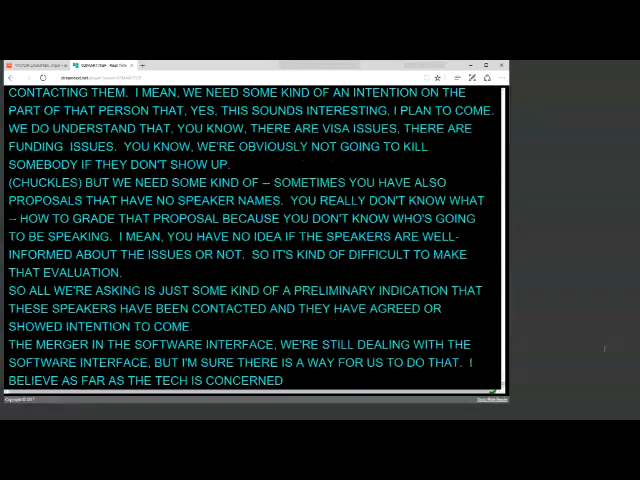 streamtext.net
CONTACTING THEM.  I MEAN, WE NEED SOME KIND OF AN INTENTION ON THE
PART OF THAT PERSON THAT, YES, THIS SOUNDS INTERESTING, I PLAN TO COME.
WE DO UNDERSTAND THAT, YOU KNOW, THERE ARE VISA ISSUES, THERE ARE
FUNDING  ISSUES.  YOU KNOW, WE'RE OBVIOUSLY NOT GOING TO KILL
SOMEBODY IF THEY DON'T SHOW UP.
(CHUCKLES) BUT WE NEED SOME KIND OF -- SOMETIMES YOU HAVE ALSO
PROPOSALS THAT HAVE NO SPEAKER NAMES.  YOU REALLY DON'T KNOW WHAT
-- HOW TO GRADE THAT PROPOSAL BECAUSE YOU DON'T KNOW WHO'S GOING
TO BE SPEAKING.  I MEAN, YOU HAVE NO IDEA IF THE SPEAKERS ARE WELL-
INFORMED ABOUT THE ISSUES OR NOT.  SO IT'S KIND OF DIFFICULT TO MAKE
THAT EVALUATION.
SO ALL WE'RE ASKING IS JUST SOME KIND OF A PRELIMINARY INDICATION THAT
THESE SPEAKERS HAVE BEEN CONTACTED AND THEY HAVE AGREED OR
SHOWED INTENTION TO COME.
THE MERGER IN THE SOFTWARE INTERFACE, WE'RE STILL DEALING WITH THE
SOFTWARE INTERFACE, BUT I'M SURE THERE IS A WAY FOR US TO DO THAT.  I
BELIEVE AS FAR AS THE TECH IS CONCERNED